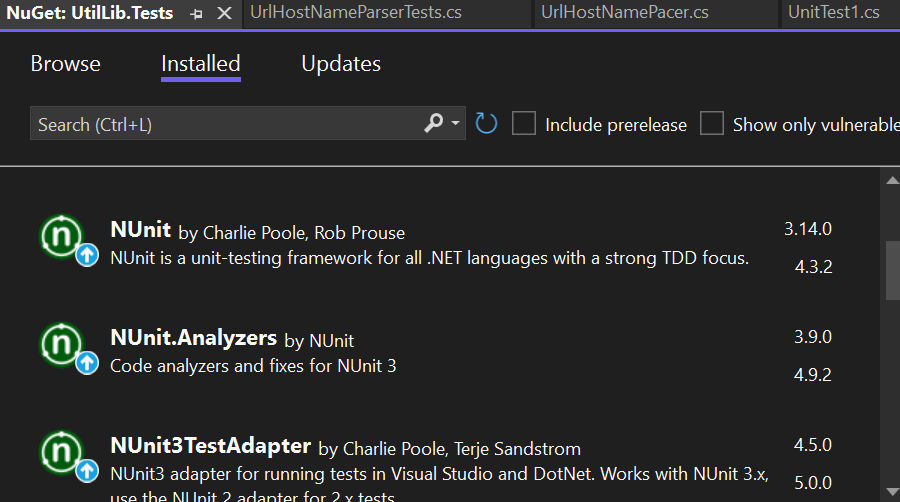 NuGet: UtilLib.Tests
UrlHostNameParserTests.cs
UrlHostNamePacer.cs
UnitTest1.cs
Browse
Installed
Updates
Search (Ctrl+L)
Include prerelease
Show only vulnerable
NUnit by Charlie Poole, Rob Prouse
3.14.0
NUnit is a unit-testing framework for all .NET languages with a strong TDD focus.
4.3.2
NUnit.Analyzers by NUnit
3.9.0
Code analyzers and fixes for NUnit 3
4.9.2
NUnit3TestAdapter by Charlie Poole, Terje Sandstrom
4.5.0
NUnit3 adapter for running tests in Visual Studio and DotNet. Works with NUnit 3.x,
5.0.0
use the NUnit 2 adapter for 2.x tests.